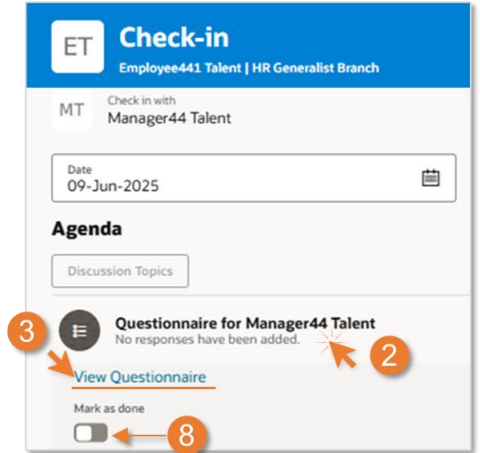 ET
Check-in
Employee441 Talent | HR Generalist Branch
MT
Check in with
Manager44 Talent
Date
09-Jun-2025
Agenda
Discussion Topics
Questionnaire for Manager44 Talent
No responses have been added.
2
3
View Questionnaire
Mark as done
8